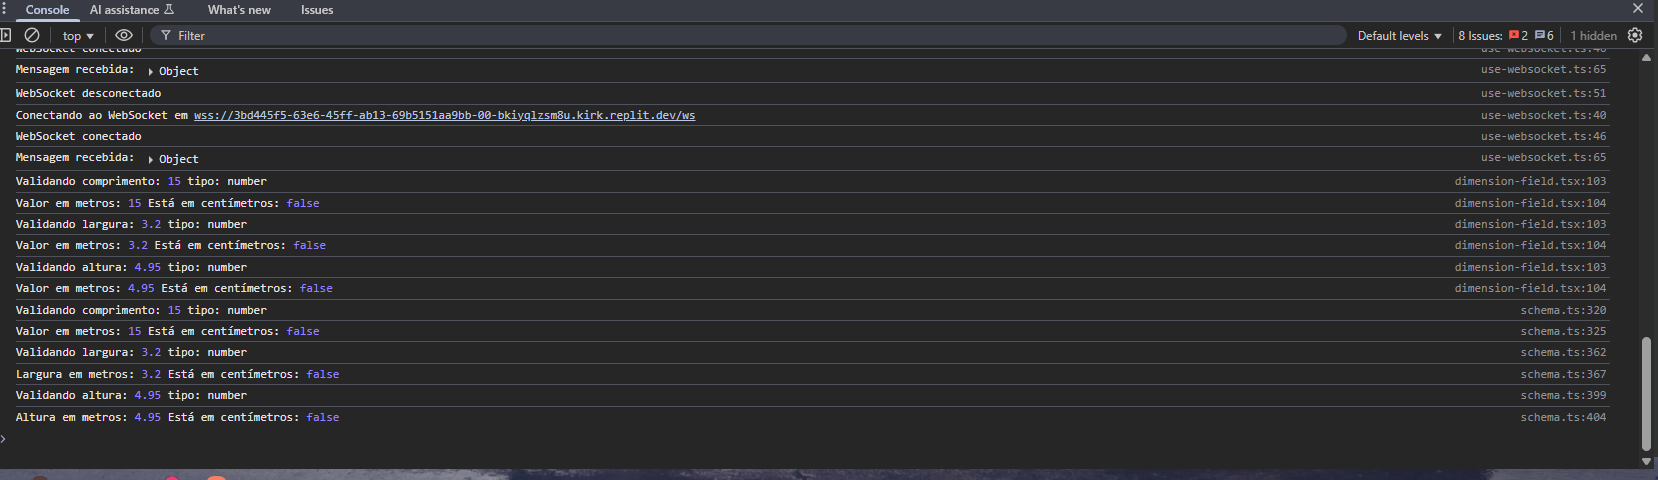 Console AI assistance What's new Issues
top Filter Default levels 8 Issues: 2 6 1 hidden
WebSocket conectado use-websocket.ts:46
Mensagem recebida: Object use-websocket.ts:65
WebSocket desconectado use-websocket.ts:51
Conectando ao WebSocket em wss://3bd445f5-63e6-45ff-ab13-69b5151aa9bb-00-bkiyqlzsm8u.kirk.replit.dev/ws use-websocket.ts:40
WebSocket conectado use-websocket.ts:46
Mensagem recebida: Object use-websocket.ts:65
Validando comprimento: 15 tipo: number dimension-field.tsx:103
Valor em metros: 15 Está em centímetros: false dimension-field.tsx:104
Validando largura: 3.2 tipo: number dimension-field.tsx:103
Valor em metros: 3.2 Está em centímetros: false dimension-field.tsx:104
Validando altura: 4.95 tipo: number dimension-field.tsx:103
Valor em metros: 4.95 Está em centímetros: false dimension-field.tsx:104
Validando comprimento: 15 tipo: number schema.ts:320
Valor em metros: 15 Está em centímetros: false schema.ts:325
Validando largura: 3.2 tipo: number schema.ts:362
Largura em metros: 3.2 Está em centímetros: false schema.ts:367
Validando altura: 4.95 tipo: number schema.ts:399
Altura em metros: 4.95 Está em centímetros: false schema.ts:404